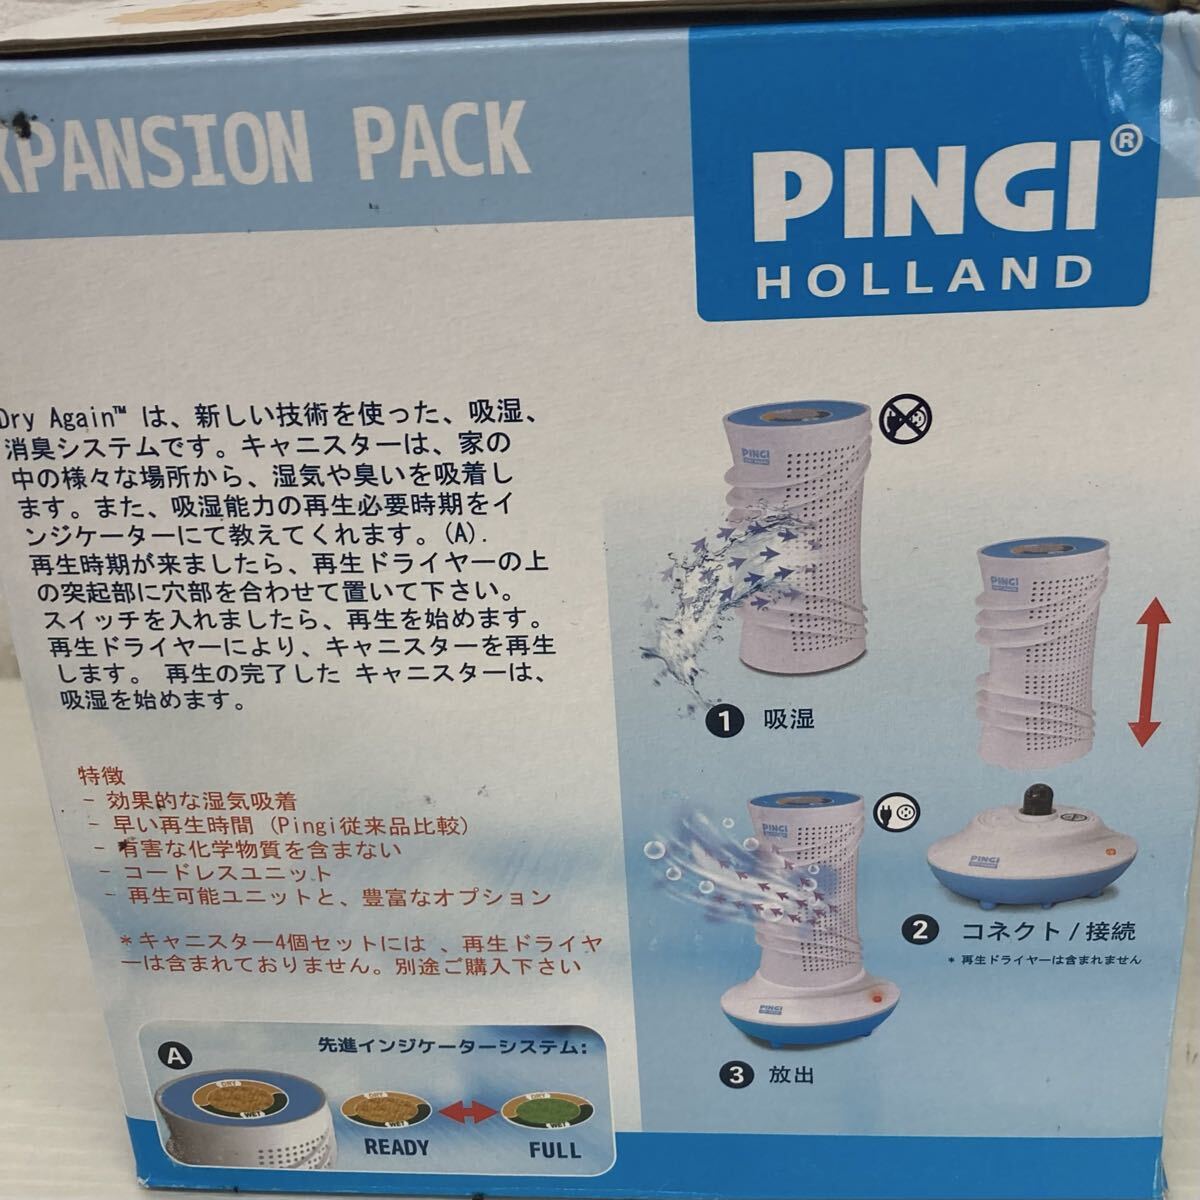 XPANSION PACK
PINGI®
HOLLAND
Dry Again™ は、新しい技術を使った、吸湿、
消臭システムです。キャニスターは、家の
中の様々な場所から、湿気や臭いを吸着し
ます。また、吸湿能力の再生必要時期をイ
ンジケーターにて教えてくれます。(A).
再生時期が来ましたら、再生ドライヤーの上
の突起部に穴部を合わせて置いて下さい。
スイッチを入れましたら、再生を始めます。
再生ドライヤーにより、キャニスターを再生
します。 再生の完了した キャニスターは、
吸湿を始めます。
特徴
- 効果的な湿気吸着
- 早い再生時間 (Pingi従来品比較)
- 有害な化学物質を含まない
- コードレスユニット
- 再生可能ユニットと、豊富なオプション
*キャニスター4個セットには 、再生ドライヤ
ーは含まれておりません。別途ご購入下さい
A
先進インジケーターシステム:
DRY
WET
DRY
WET
DRY
WET
READY
FULL
PINGI
1 吸湿
PINGI
PINGI
2 コネクト / 接続
* 再生ドライヤーは含まれません
PINGI
PINGI
3 放出